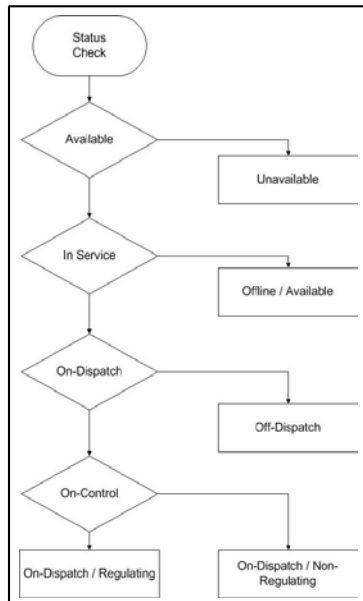 Status
Check
Available
Unavailable
In Service
Offline / Available
On-Dispatch
Off-Dispatch
On-Control
On-Dispatch / Regulating
On-Dispatch / Non-
Regulating